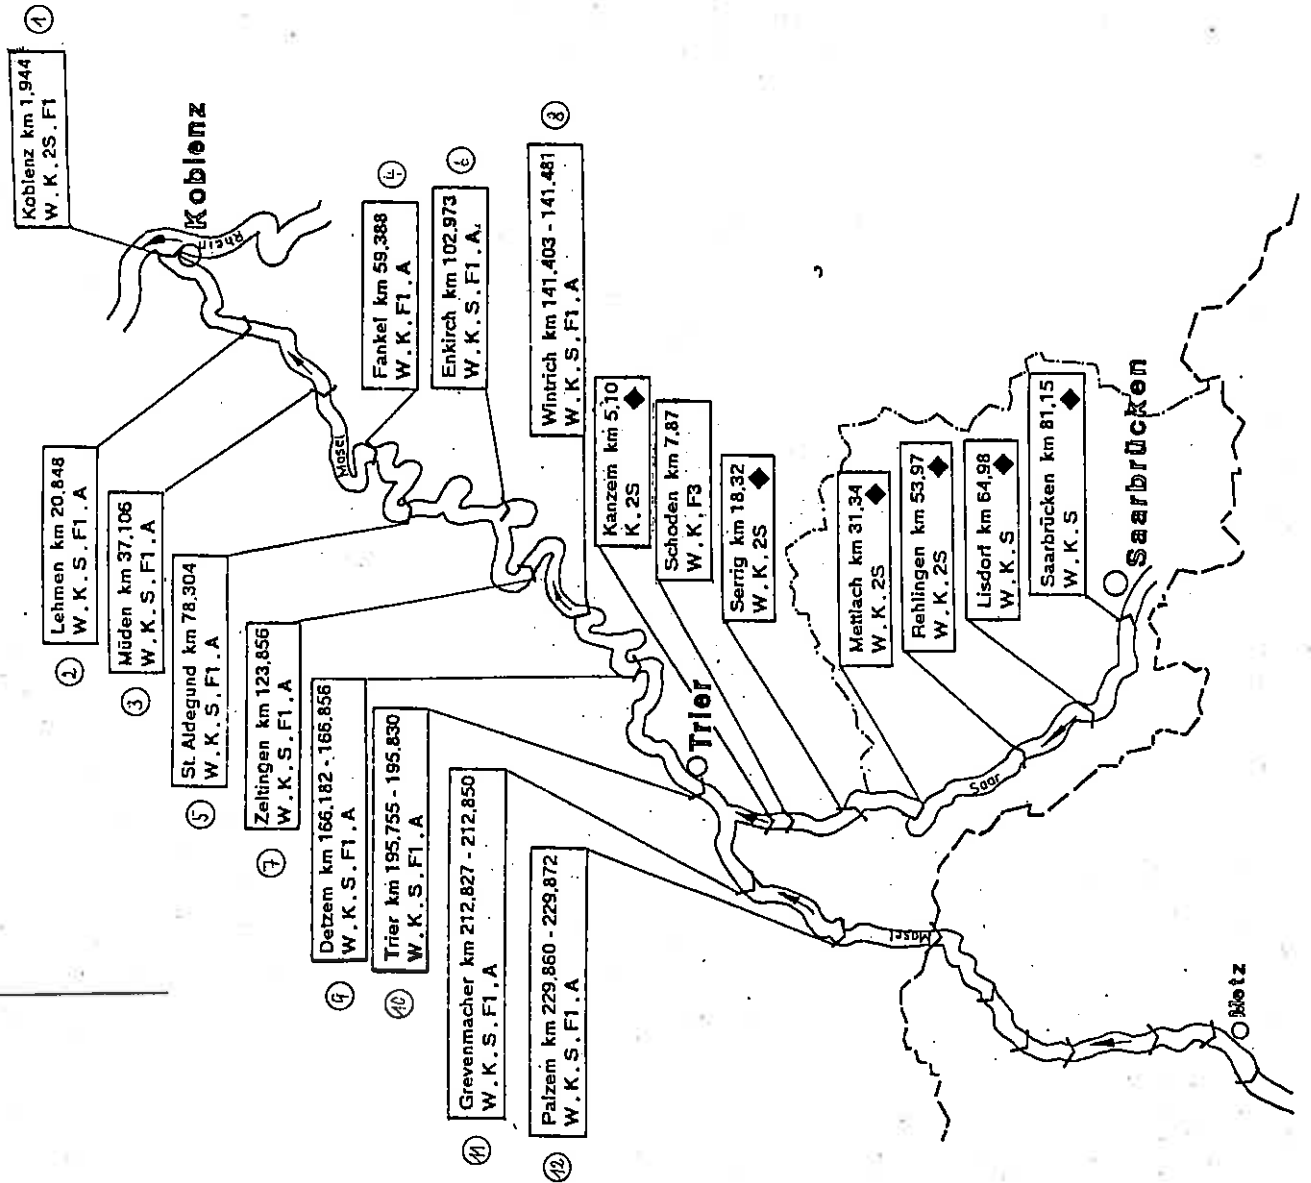 Koblenz km 1,944 ①
W.K.2S.F1
Koblenz
Rhein
Lehmen km 20,848
W.K.S.F1.A
②
Müden km 37,106
W.K.S.F1.A
③
Mosel
Fankel km 59,388 ④
W.K.F1.A
St. Aldegund km 78,304
W.K.S.F1.A
⑤
Enkirch km 102,973 ⑥
W.K.S.F1.A
Zeltingen km 123,856
W.K.S.F1.A
⑦
Wintrich km 141,403 - 141,481 ⑧
W.K.S.F1.A
Detzem km 166,182 - 166,856
W.K.S.F1.A
⑨
Trier km 195,755 - 195,830
W.K.S.F1.A
⑩
Grevenmacher km 212,827 - 212,850
W.K.S.F1.A
⑪
Palzem km 229,860 - 229,872
W.K.S.F1.A
⑫
Trier
Kanzem km 5,10
K.2S ◆
Schoden km 7,87
W.K.F3
Serrig km 18,32
W.K.2S ◆
Mettlach km 31,34
W.K.2S ◆
Rehlingen km 53,97
W.K.2S ◆
Lisdorf km 64,98
W.K.S ◆
Saarbrücken km 81,15
W.K.S ◆
Saarbrücken
Saar
Mosel
Metz